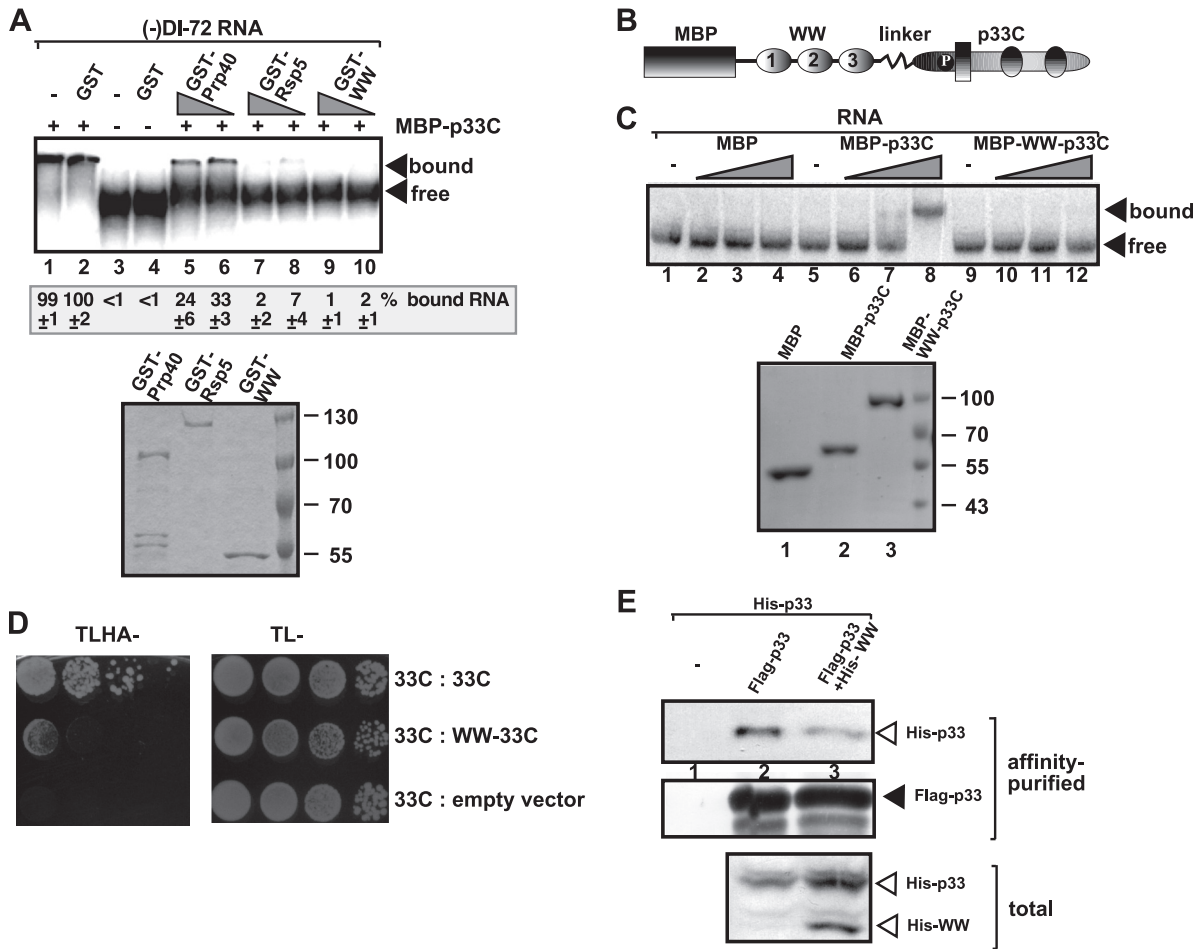 A
(-)DI-72 RNA
- GST - GST GST-Prp40 GST-Rsp5 GST-WW
+ + - - + + + + + + MBP-p33C
bound
free
1 2 3 4 5 6 7 8 9 10
99 100 <1 <1 24 33 2 7 1 2 % bound RNA
±1 ±2 ±6 ±3 ±2 ±4 ±1 ±1
GST-Prp40 GST-Rsp5 GST-WW
130
100
70
55
B
MBP WW linker p33C
1 2 3 P
C
RNA
- MBP - MBP-p33C - MBP-WW-p33C
bound
free
1 2 3 4 5 6 7 8 9 10 11 12
MBP MBP-p33C MBP-WW-p33C
100
70
55
43
1 2 3
D
TLHA- TL-
33C : 33C
33C : WW-33C
33C : empty vector
E
His-p33
- Flag-p33 Flag-p33 +His- WW
His-p33
1 2 3
Flag-p33
affinity-purified
His-p33
His-WW
total